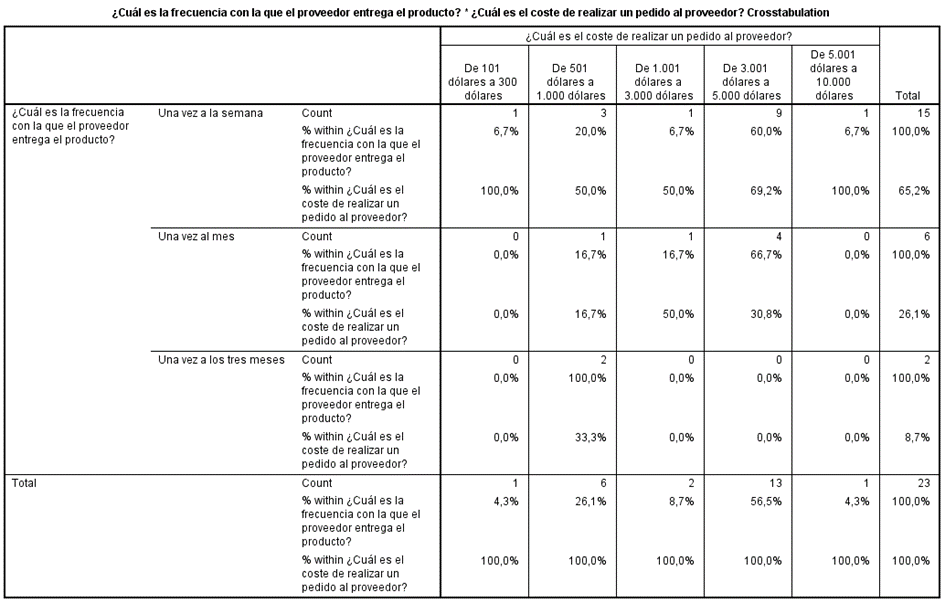 ¿Cuál es la frecuencia con la que el proveedor entrega el producto? * ¿Cuál es el coste de realizar un pedido al proveedor? Crosstabulation
¿Cuál es el coste de realizar un pedido al proveedor?
De 101 dólares a 300 dólares
De 501 dólares a 1.000 dólares
De 1.001 dólares a 3.000 dólares
De 3.001 dólares a 5.000 dólares
De 5.001 dólares a 10.000 dólares
Total
¿Cuál es la frecuencia
con la que el proveedor
entrega el producto?
Una vez a la semana
Count 1 3 1 9 1 15
% within ¿Cuál es la 6,7% 20,0% 6,7% 60,0% 6,7% 100,0%
frecuencia con la que el
proveedor entrega el
producto?
% within ¿Cuál es el 100,0% 50,0% 50,0% 69,2% 100,0% 65,2%
coste de realizar un
pedido al proveedor?
Una vez al mes
Count 0 1 1 4 0 6
% within ¿Cuál es la 0,0% 16,7% 16,7% 66,7% 0,0% 100,0%
frecuencia con la que el
proveedor entrega el
producto?
% within ¿Cuál es el 0,0% 16,7% 50,0% 30,8% 0,0% 26,1%
coste de realizar un
pedido al proveedor?
Una vez a los tres meses
Count 0 2 0 0 0 2
% within ¿Cuál es la 0,0% 100,0% 0,0% 0,0% 0,0% 100,0%
frecuencia con la que el
proveedor entrega el
producto?
% within ¿Cuál es el 0,0% 33,3% 0,0% 0,0% 0,0% 8,7%
coste de realizar un
pedido al proveedor?
Total
Count 1 6 2 13 1 23
% within ¿Cuál es la 4,3% 26,1% 8,7% 56,5% 4,3% 100,0%
frecuencia con la que el
proveedor entrega el
producto?
% within ¿Cuál es el 100,0% 100,0% 100,0% 100,0% 100,0% 100,0%
coste de realizar un
pedido al proveedor?